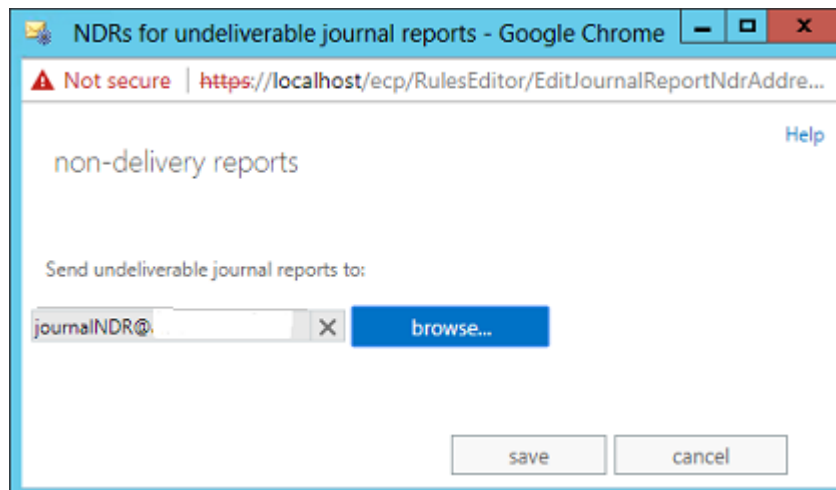 NDRs for undeliverable journal reports - Google Chrome
Not secure | https://localhost/ecp/RulesEditor/EditJournalReportNdrAddre...
Help
non-delivery reports
Send undeliverable journal reports to:
journalNDR@
browse...
save
cancel